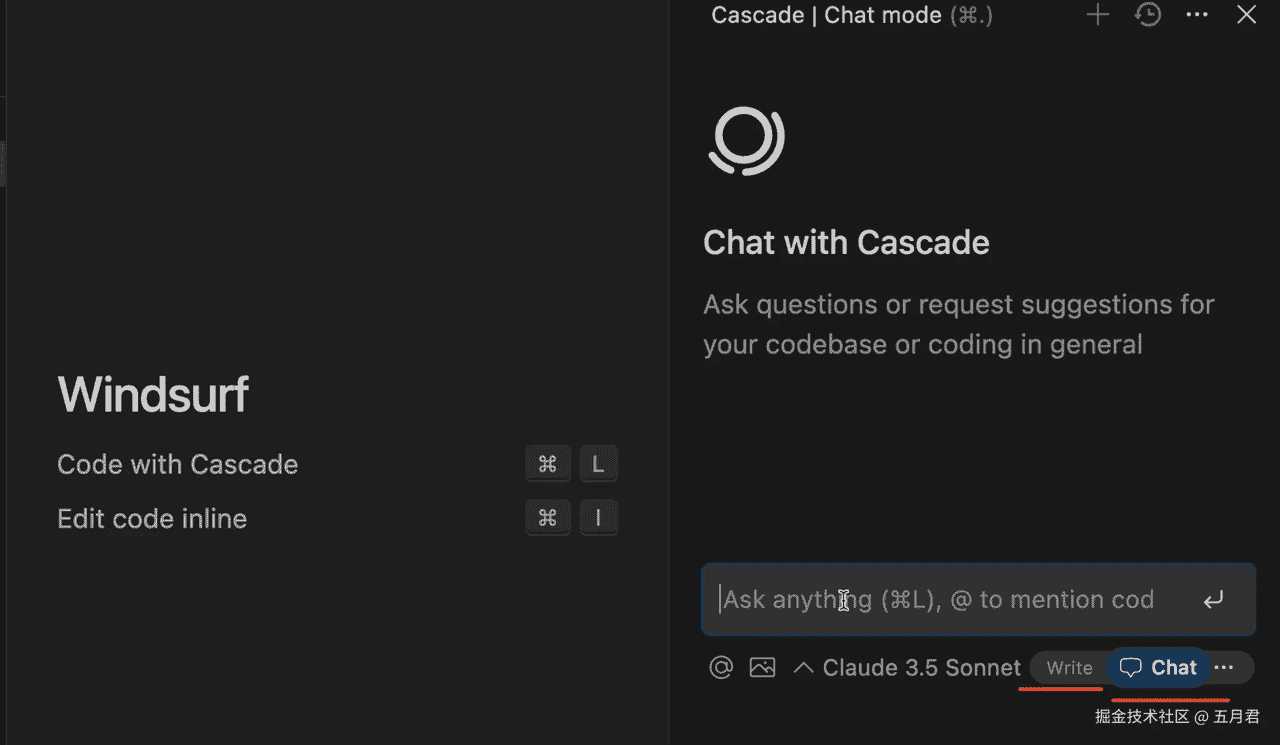 Cascade | Chat mode (⌘.)
Chat with Cascade
Ask questions or request suggestions for
your codebase or coding in general
Windsurf
Code with Cascade ⌘ L
Edit code inline ⌘ I
Ask anything (⌘L), @ to mention cod
Claude 3.5 Sonnet Write Chat
掘金技术社区 @ 五月君